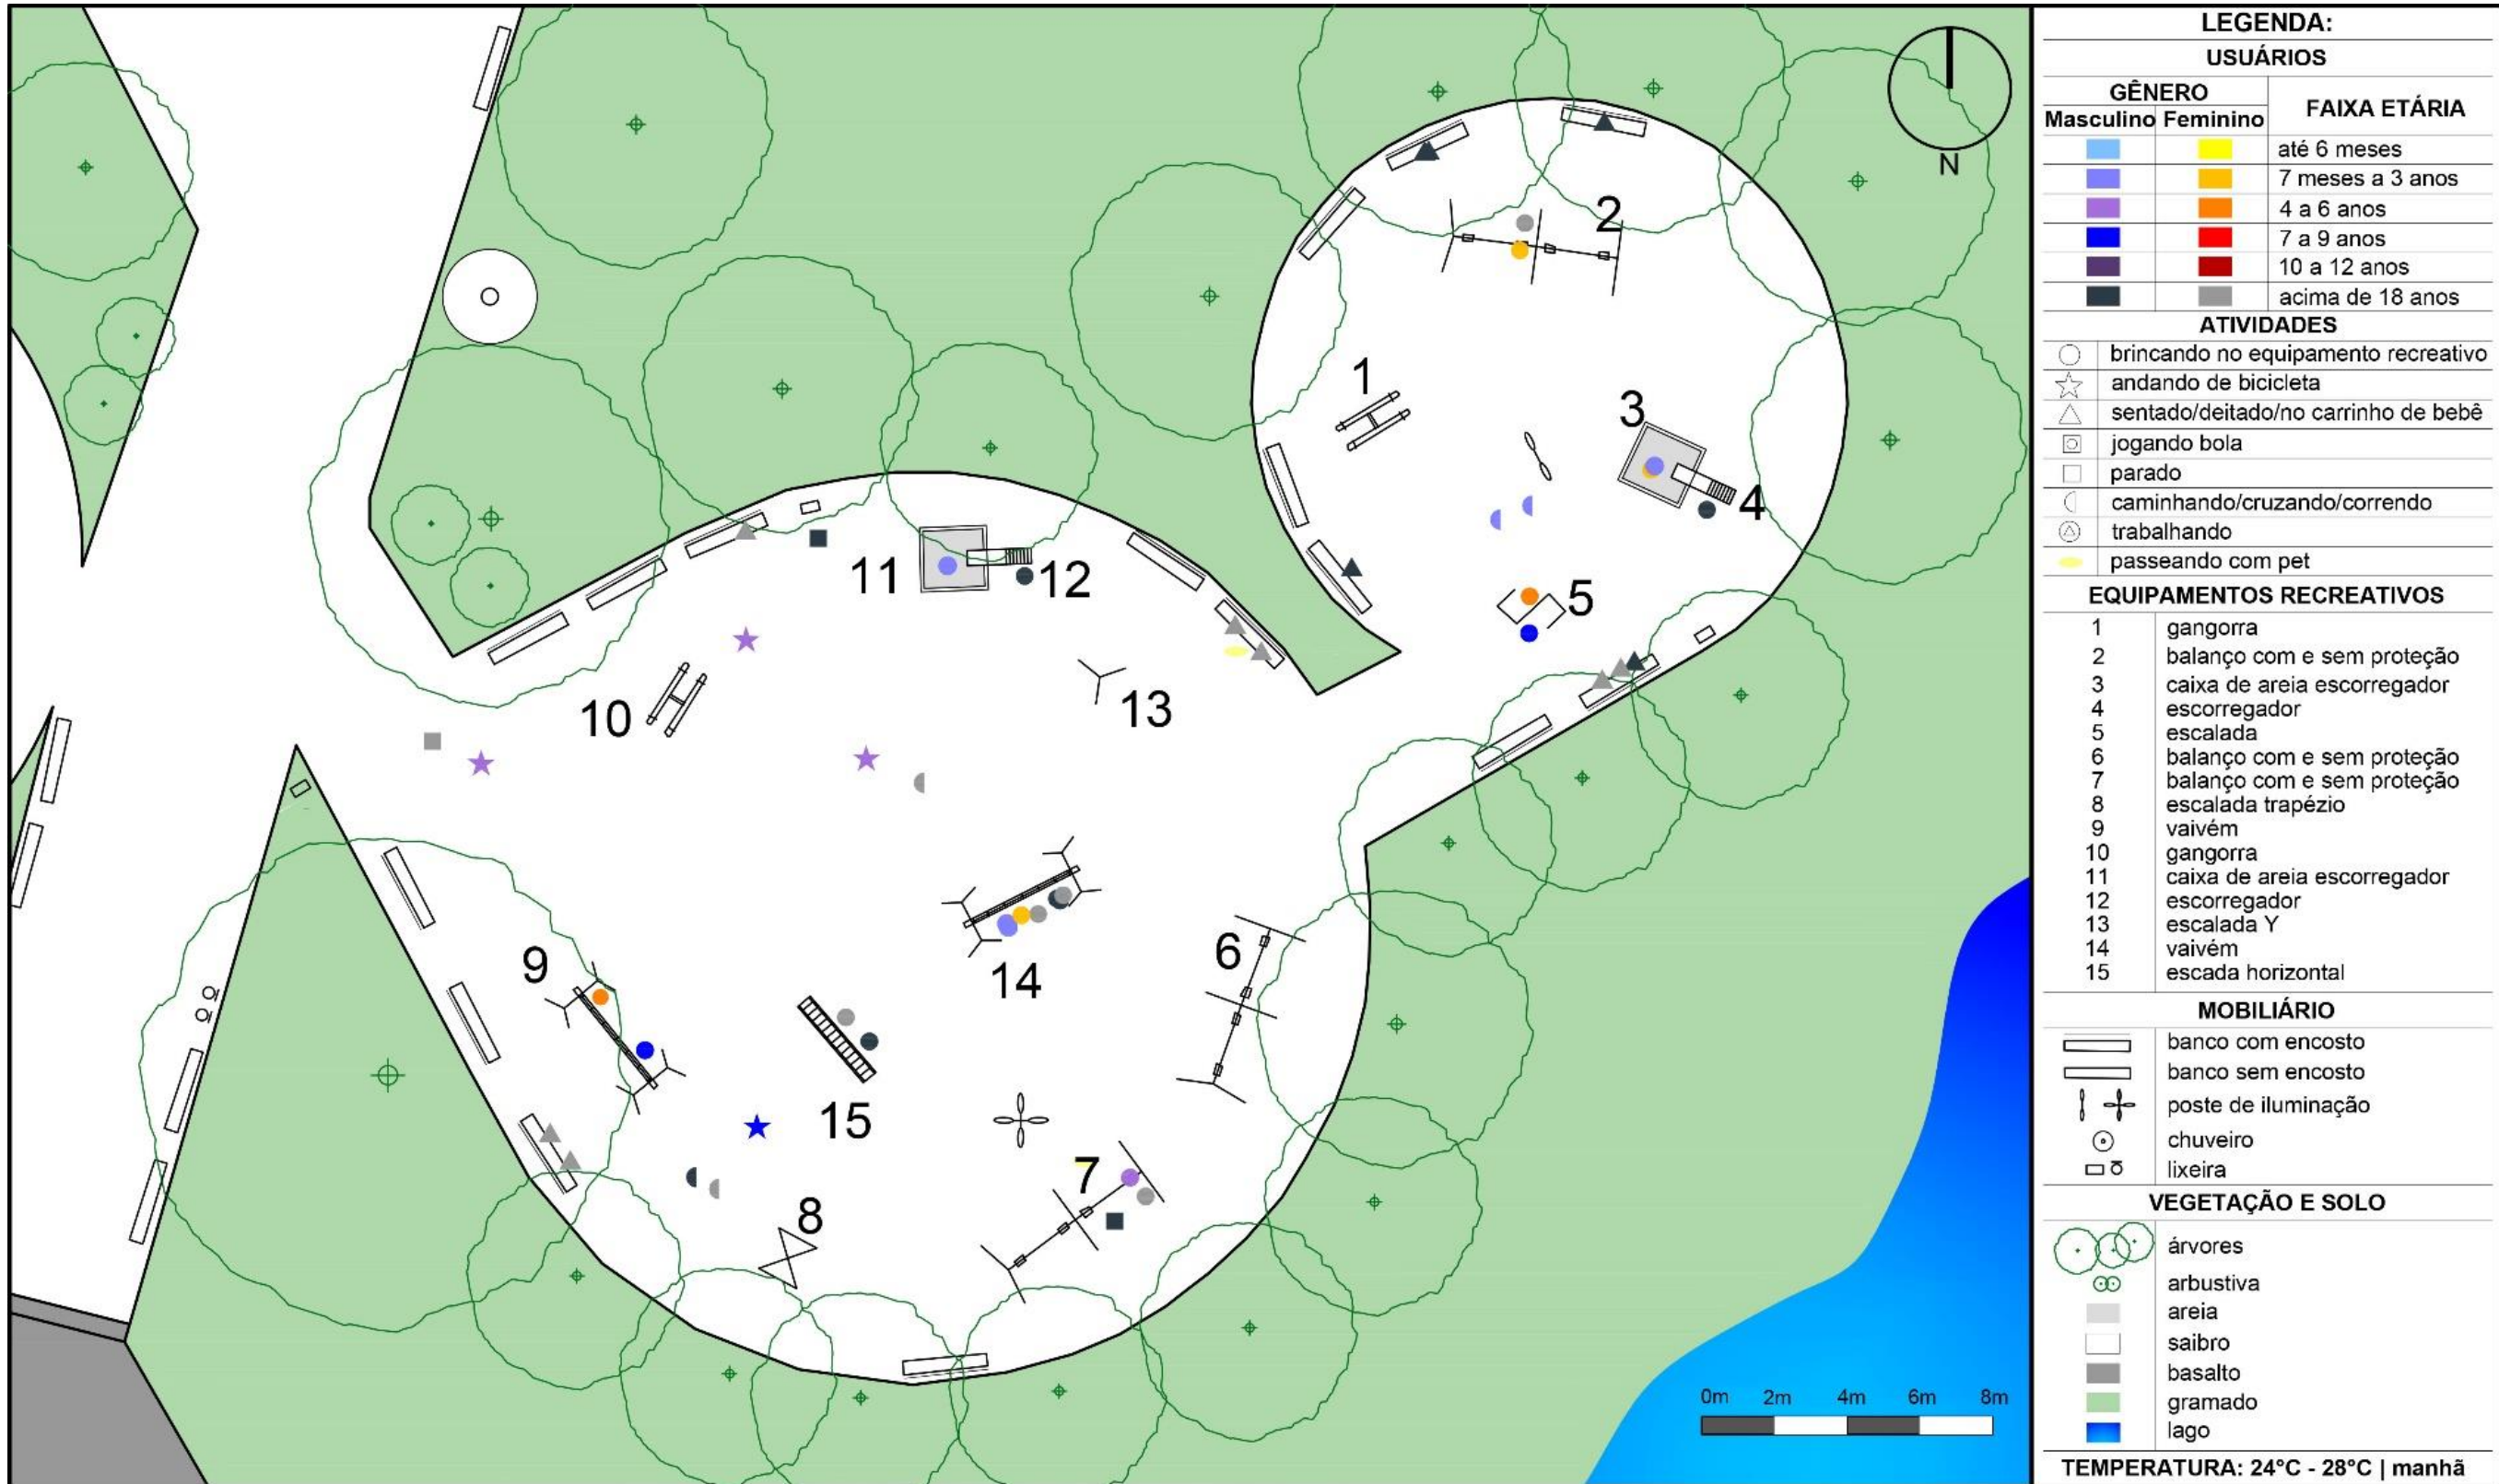 1
2
3
4
5
11
12
10
13
9
14
6
15
7
8
N
0m 2m 4m 6m 8m
LEGENDA:
USUÁRIOS
GÊNERO
Masculino Feminino
FAIXA ETÁRIA
até 6 meses
7 meses a 3 anos
4 a 6 anos
7 a 9 anos
10 a 12 anos
acima de 18 anos
ATIVIDADES
brincando no equipamento recreativo
andando de bicicleta
sentado/deitado/no carrinho de bebê
jogando bola
parado
caminhando/cruzando/correndo
trabalhando
passeando com pet
EQUIPAMENTOS RECREATIVOS
1 gangorra
2 balanço com e sem proteção
3 caixa de areia escorregador
4 escorregador
5 escalada
6 balanço com e sem proteção
7 balanço com e sem proteção
8 escalada trapézio
9 vaivém
10 gangorra
11 caixa de areia escorregador
12 escorregador
13 escalada Y
14 vaivém
15 escada horizontal
MOBILIÁRIO
banco com encosto
banco sem encosto
poste de iluminação
chuveiro
lixeira
VEGETAÇÃO E SOLO
árvores
arbustiva
areia
saibro
basalto
gramado
lago
TEMPERATURA: 24°C - 28°C | manhã